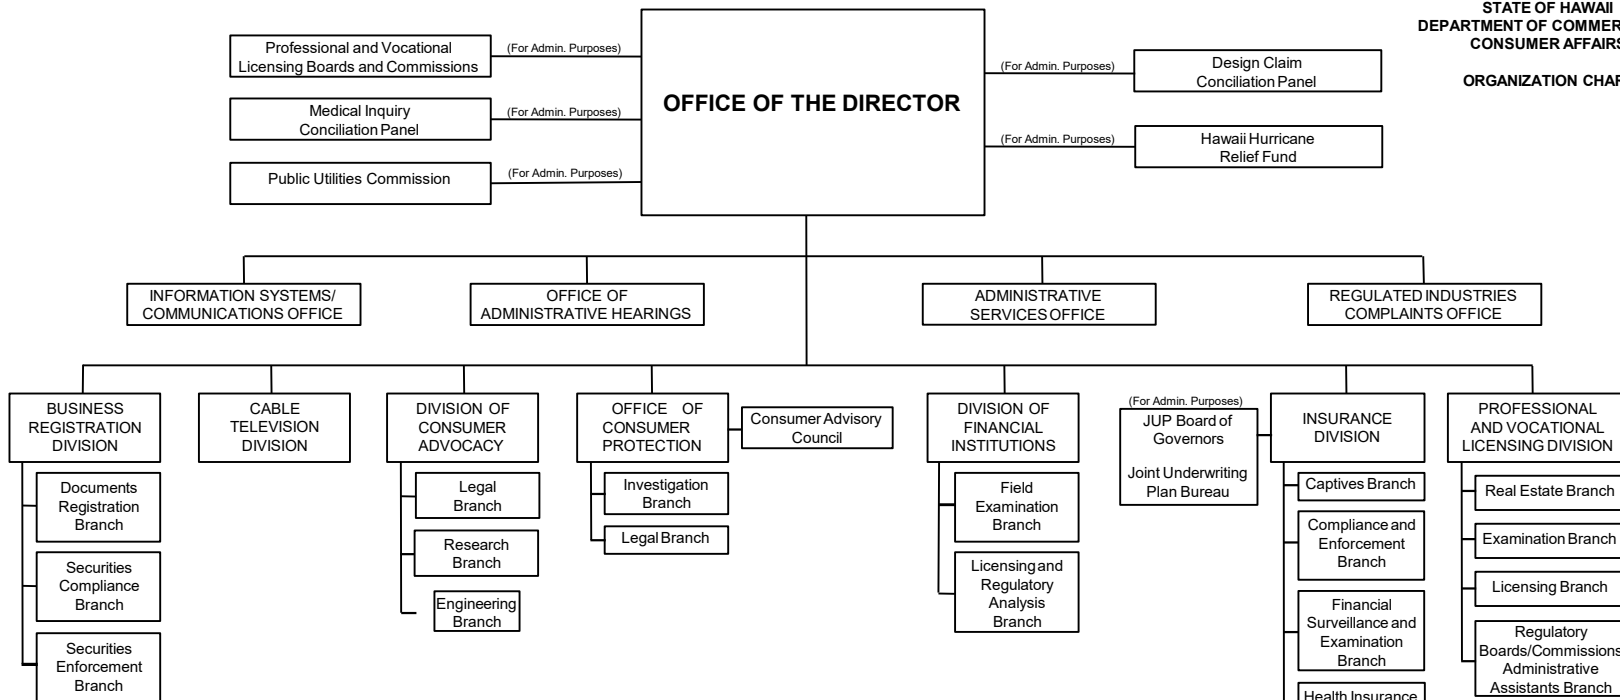 STATE OF HAWAII
DEPARTMENT OF COMMER
CONSUMER AFFAIRS
ORGANIZATION CHAR
Professional and Vocational
Licensing Boards and Commissions
(For Admin. Purposes)
Medical Inquiry
Conciliation Panel
(For Admin. Purposes)
Public Utilities Commission
(For Admin. Purposes)
OFFICE OF THE DIRECTOR
(For Admin. Purposes)
Design Claim
Conciliation Panel
(For Admin. Purposes)
Hawaii Hurricane
Relief Fund
INFORMATION SYSTEMS/
COMMUNICATIONS OFFICE
OFFICE OF
ADMINISTRATIVE HEARINGS
ADMINISTRATIVE
SERVICES OFFICE
REGULATED INDUSTRIES
COMPLAINTS OFFICE
BUSINESS
REGISTRATION
DIVISION
Documents
Registration
Branch
Securities
Compliance
Branch
Securities
Enforcement
Branch
CABLE
TELEVISION
DIVISION
DIVISION OF
CONSUMER
ADVOCACY
Legal
Branch
Research
Branch
Engineering
Branch
OFFICE OF
CONSUMER
PROTECTION
Consumer Advisory
Council
Investigation
Branch
Legal Branch
DIVISION OF
FINANCIAL
INSTITUTIONS
Field
Examination
Branch
Licensing and
Regulatory
Analysis
Branch
(For Admin. Purposes)
JUP Board of
Governors
Joint Underwriting
Plan Bureau
INSURANCE
DIVISION
Captives Branch
Compliance and
Enforcement
Branch
Financial
Surveillance and
Examination
Branch
Health Insurance
PROFESSIONAL
AND VOCATIONAL
LICENSING DIVISION
Real Estate Branch
Examination Branch
Licensing Branch
Regulatory
Boards/Commissions
Administrative
Assistants Branch